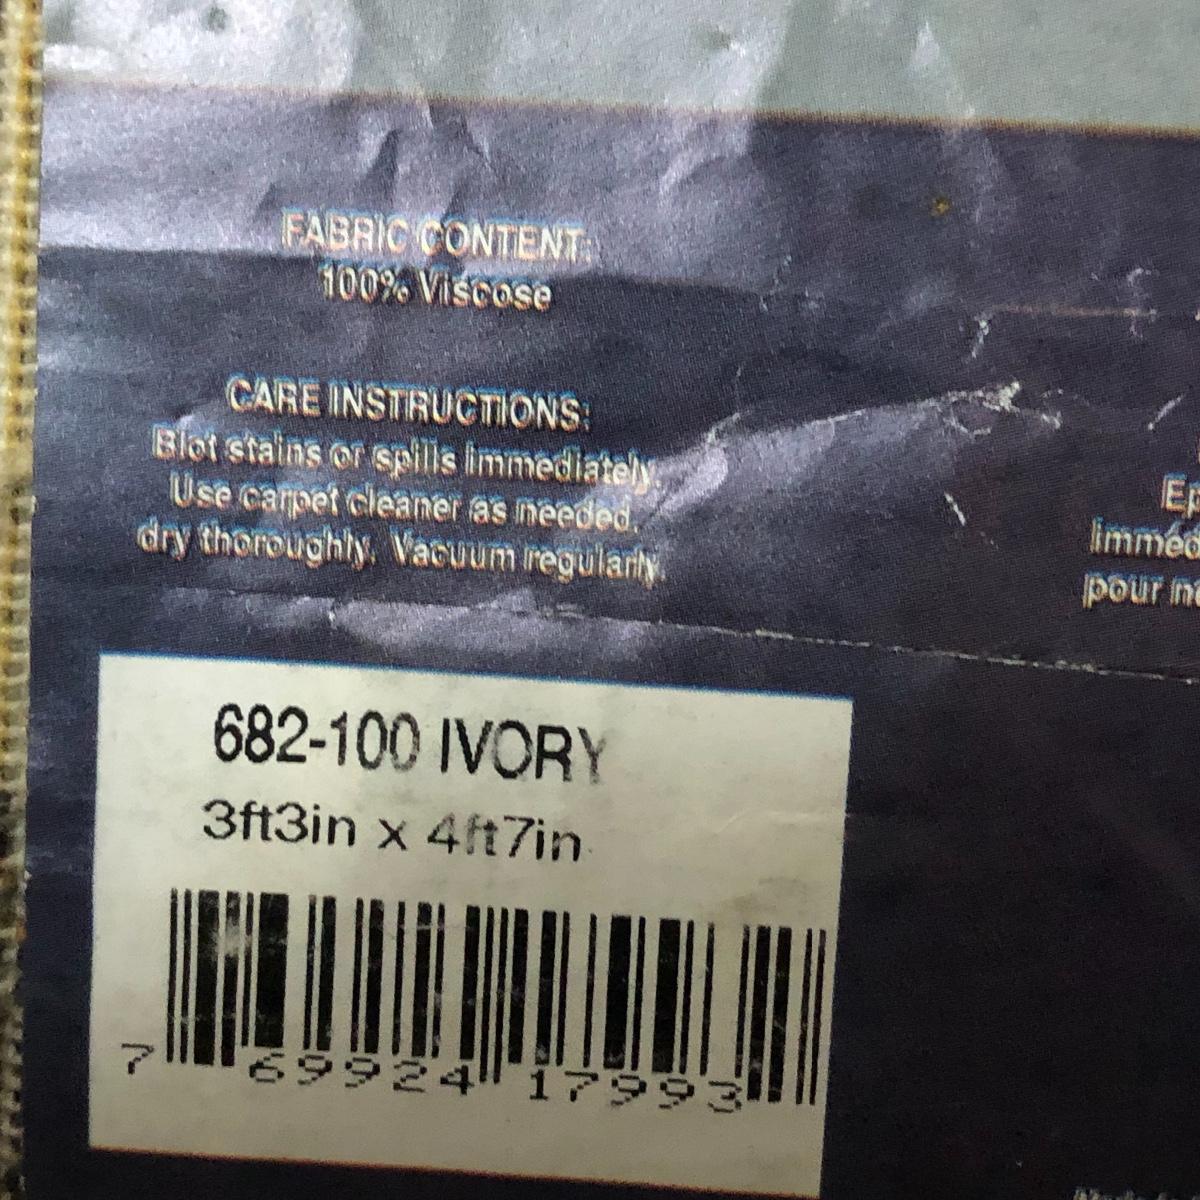 FABRIC CONTENT:
100% Viscose
CARE INSTRUCTIONS:
Blot stains or spills immediately.
Use carpet cleaner as needed.
dry thoroughly. Vacuum regularly.
Ep
imméd
pour ne
682-100 IVORY
3ft3in x 4ft7in
7 69924 17993